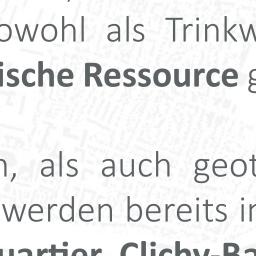 owohl als Trinkw
ische Ressource g
n, als auch geot
werden bereits in
uartier Clichy-Ba